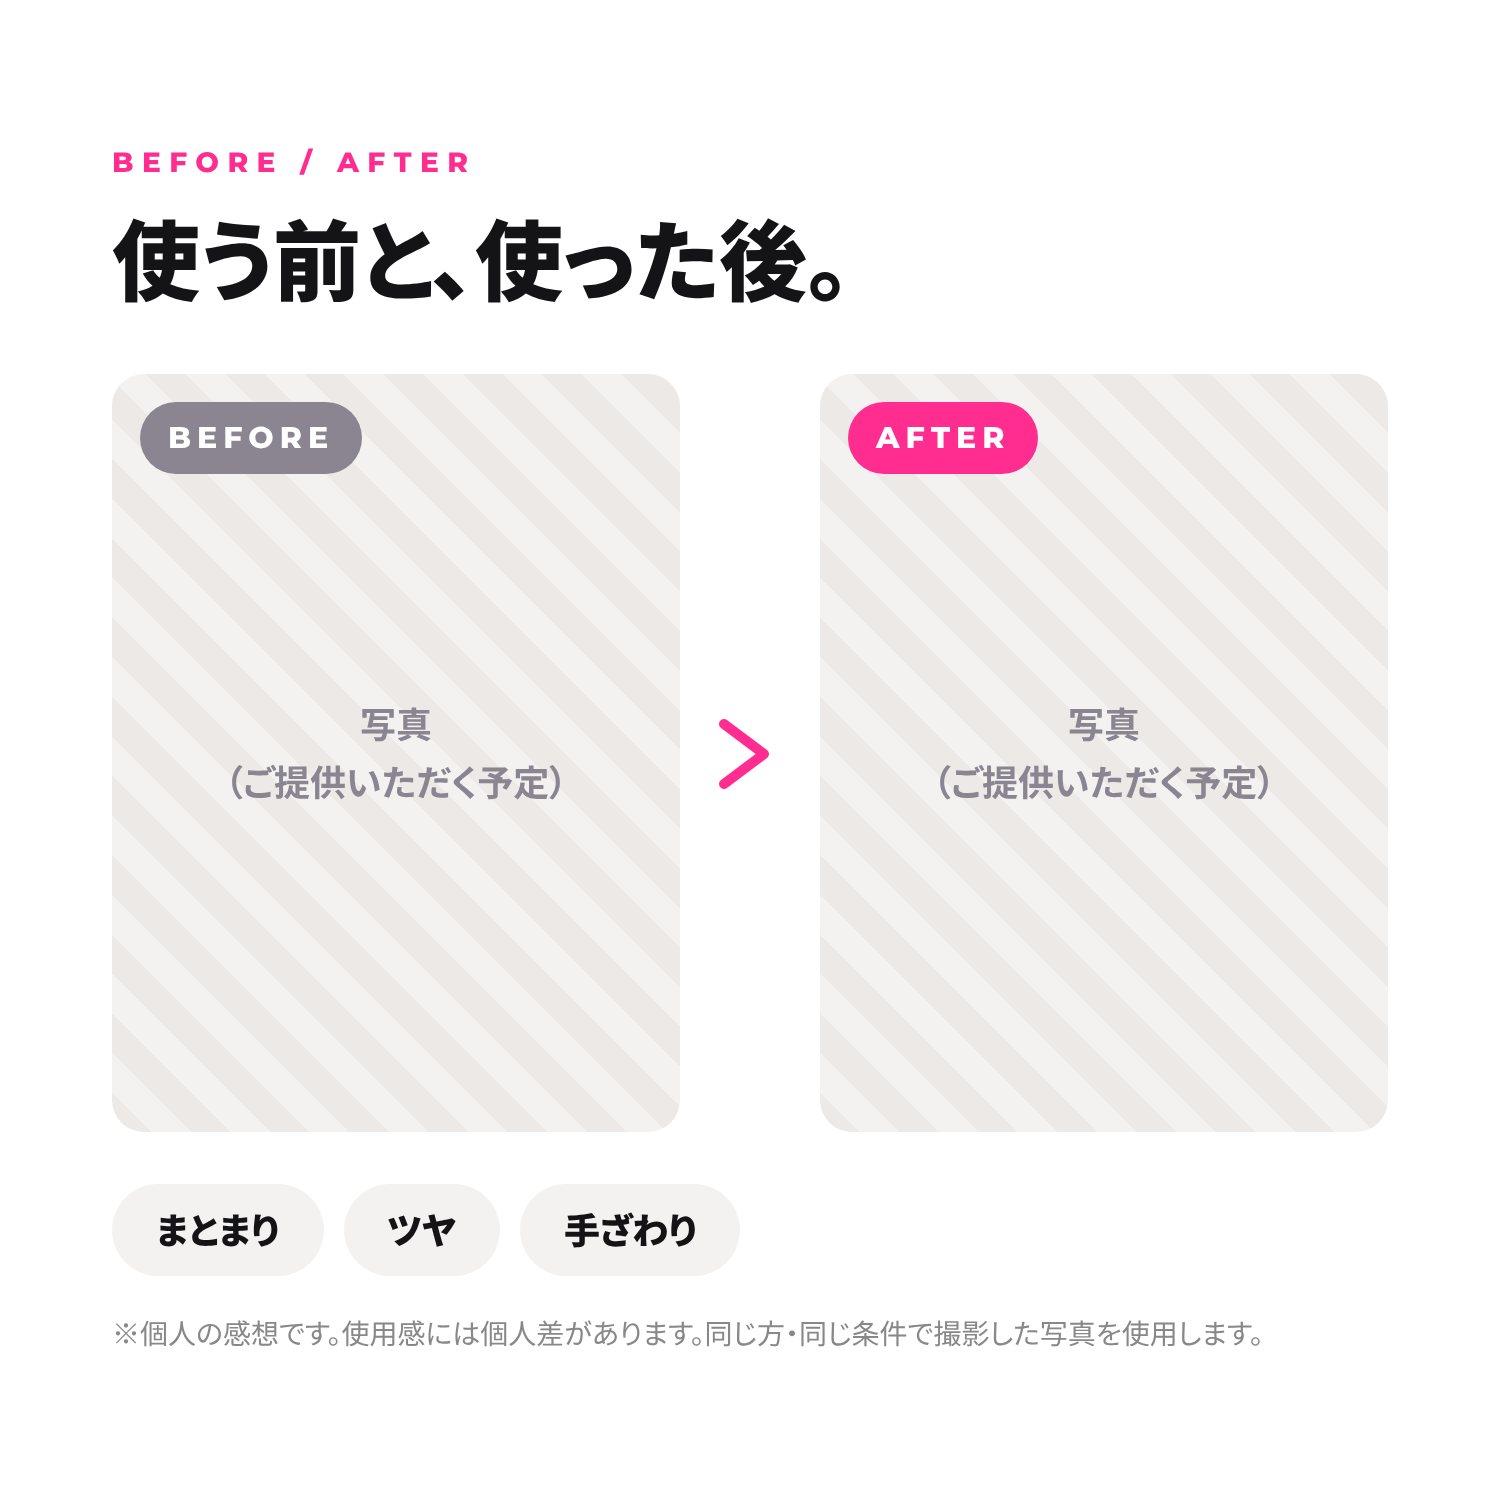 BEFORE / AFTER
使う前と、使った後。
BEFORE
AFTER
写真
（ご提供いただく予定）
写真
（ご提供いただく予定）
まとまり
ツヤ
手ざわり
※個人の感想です。使用感には個人差があります。同じ方・同じ条件で撮影した写真を使用します。